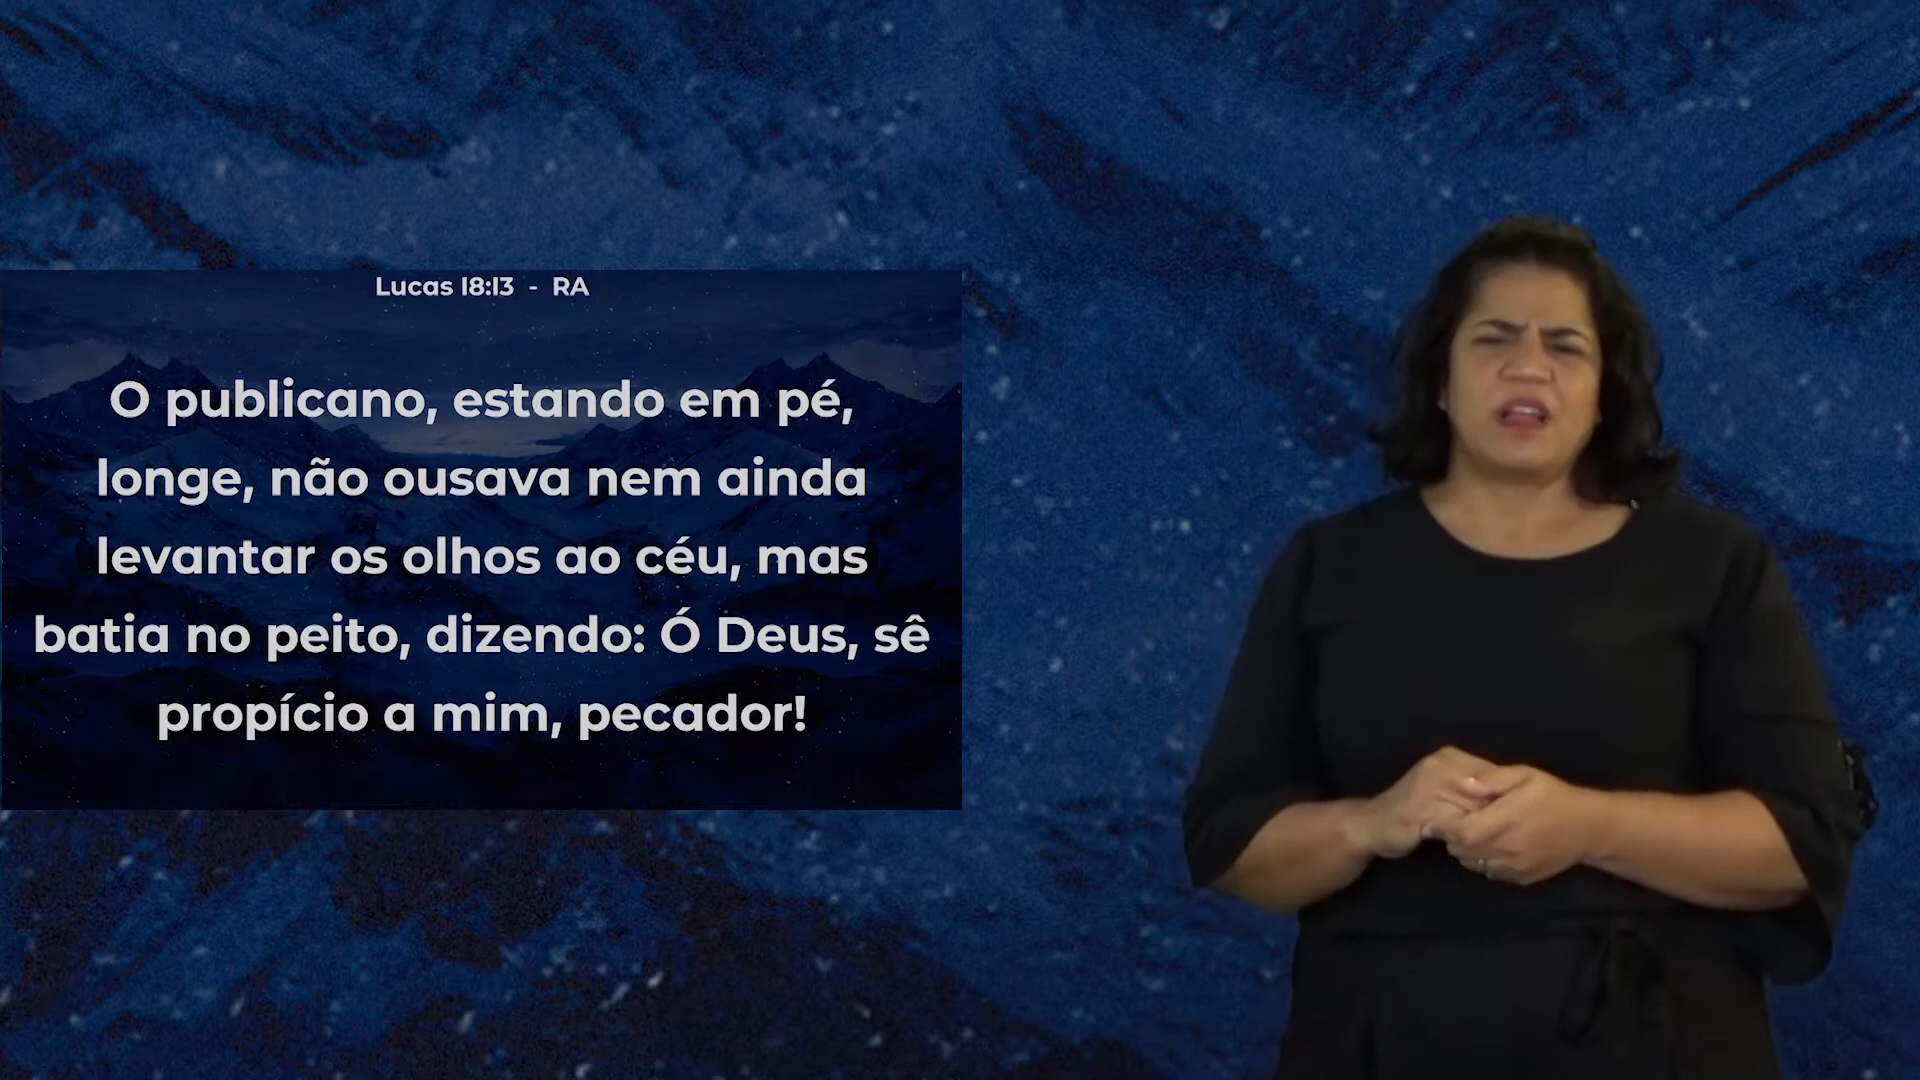 Lucas 18:13 - RA
O publicano, estando em pé,
longe, não ousava nem ainda
levantar os olhos ao céu, mas
batia no peito, dizendo: Ó Deus, sê
propício a mim, pecador!